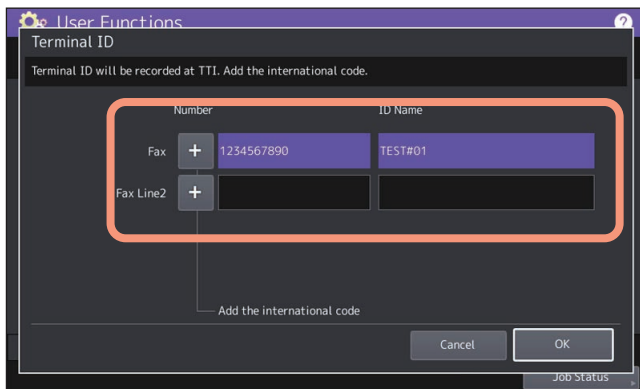 User Functions
?
Terminal ID
Terminal ID will be recorded at TTI. Add the international code.
Number ID Name
Fax + 1234567890 TEST#01
Fax Line2 +
Add the international code
Cancel OK
Job Status